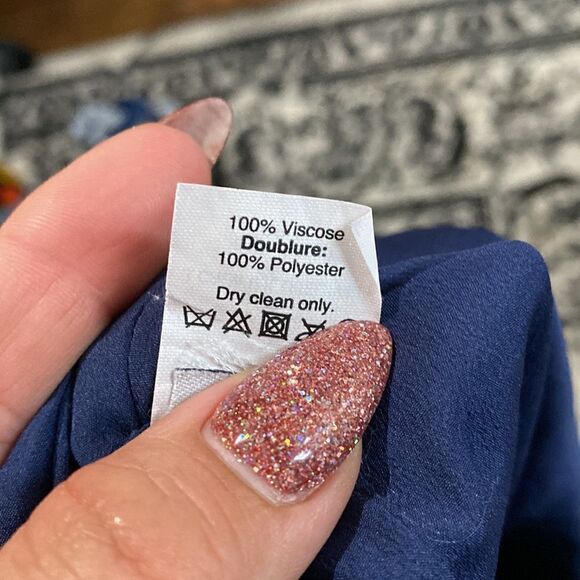 100% Viscose
Doublure:
100% Polyester
Dry clean only.